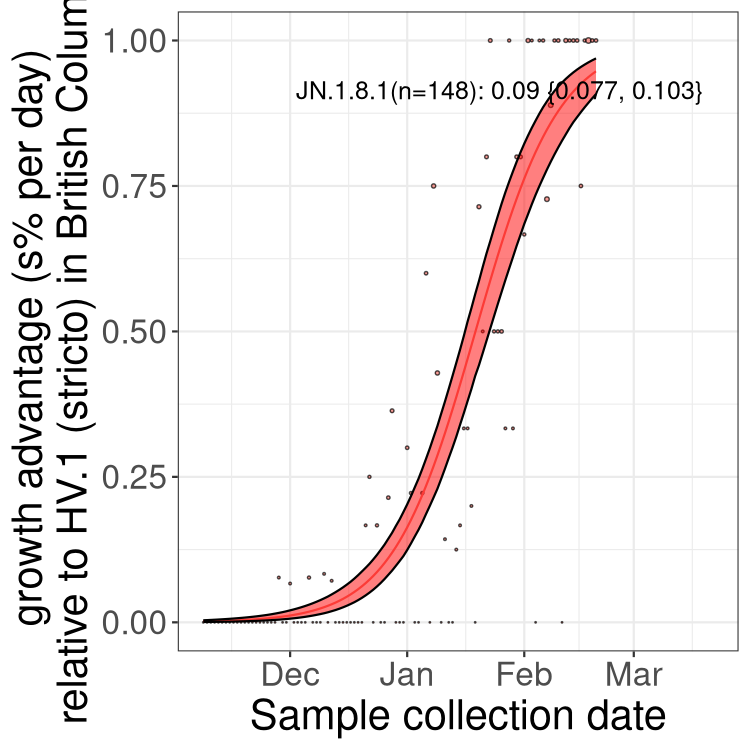 growth advantage (s% per day)
relative to HV.1 (stricto) in British Colum
1.00
0.75
0.50
0.25
0.00
JN.1.8.1(n=148): 0.09 {0.077, 0.103}
Dec Jan Feb Mar
Sample collection date